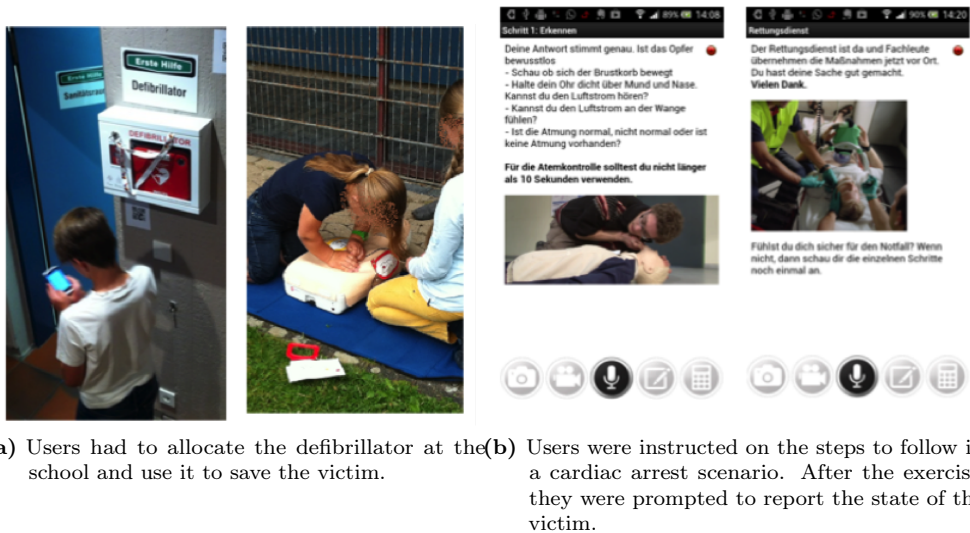 Erste Hilfe
Defibrillator
Erste Hilfe
Sanitätsraum
DEFIBRILLATOR
89% 14:08
Schritt 1: Erkennen
Deine Antwort stimmt genau. Ist das Opfer
bewusstlos
- Schau ob sich der Brustkorb bewegt
- Halte dein Ohr dicht über Mund und Nase.
Kannst du den Luftstrom hören?
- Kannst du den Luftstrom an der Wange
fühlen?
- Ist die Atmung normal, nicht normal oder ist
keine Atmung vorhanden?
Für die Atemkontrolle solltest du nicht länger
als 10 Sekunden verwenden.
90% 14:20
Rettungsdienst
Der Rettungsdienst ist da und Fachleute
übernehmen die Maßnahmen jetzt vor Ort.
Du hast deine Sache gut gemacht.
Vielen Dank.
Fühlst du dich sicher für den Notfall? Wenn
nicht, dann schau dir die einzelnen Schritte
noch einmal an.
a) Users had to allocate the defibrillator at the
school and use it to save the victim.
(b) Users were instructed on the steps to follow i
a cardiac arrest scenario. After the exercis
they were prompted to report the state of th
victim.